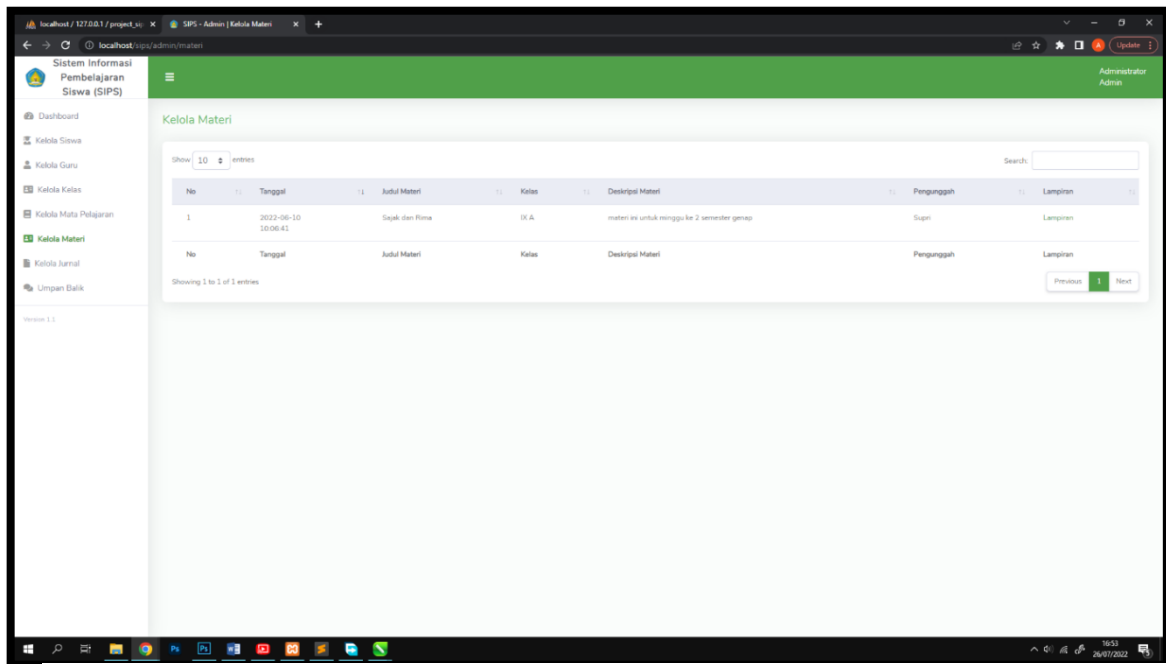 localhost / 127.0.0.1 / project_sip
SIPS - Admin | Kelola Materi
localhost/sips/admin/materi
Update
Sistem Informasi
Pembelajaran
Siswa (SIPS)
Administrator
Admin
Dashboard
Kelola Siswa
Kelola Guru
Kelola Kelas
Kelola Mata Pelajaran
Kelola Materi
Kelola Jurnal
Umpan Balik
Version 1.1
Kelola Materi
Show 10 entries
Search:
No Tanggal Judul Materi Kelas Deskripsi Materi Pengunggah Lampiran
1 2022-06-10 Sajak dan Rima IX A materi ini untuk minggu ke 2 semester genap Supri Lampiran
10:06:41
No Tanggal Judul Materi Kelas Deskripsi Materi Pengunggah Lampiran
Showing 1 to 1 of 1 entries
Previous 1 Next
16:53
26/07/2022